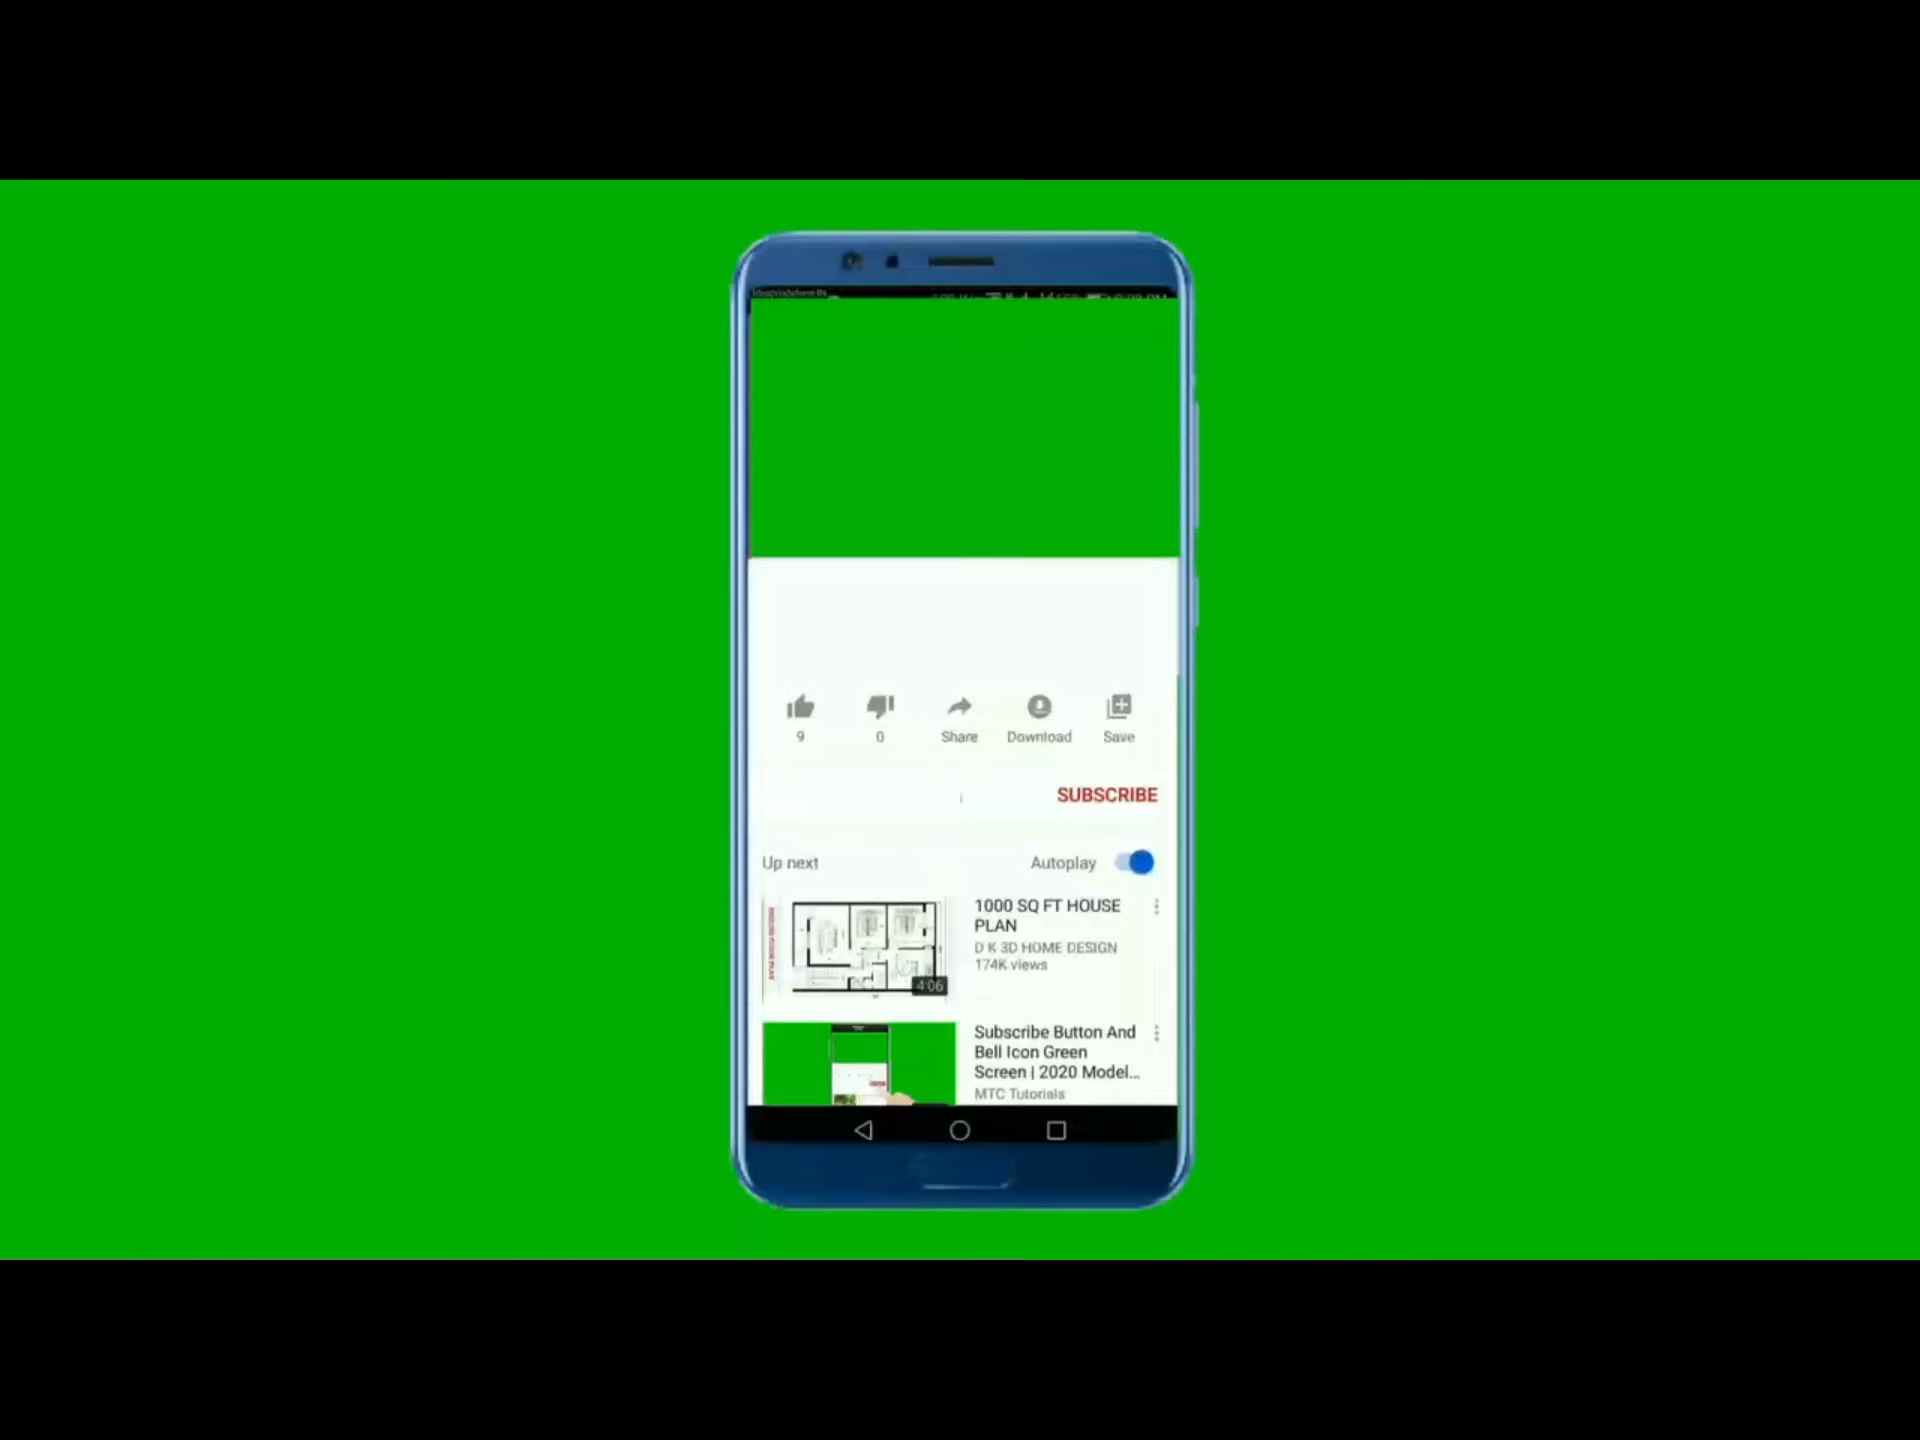 9
0
Share
Download
Save
SUBSCRIBE
Up next
Autoplay
1000 SQ FT HOUSE
PLAN
D K 3D HOME DESIGN
174K views
4:06
Subscribe Button And
Bell Icon Green
Screen | 2020 Model...
MTC Tutorials